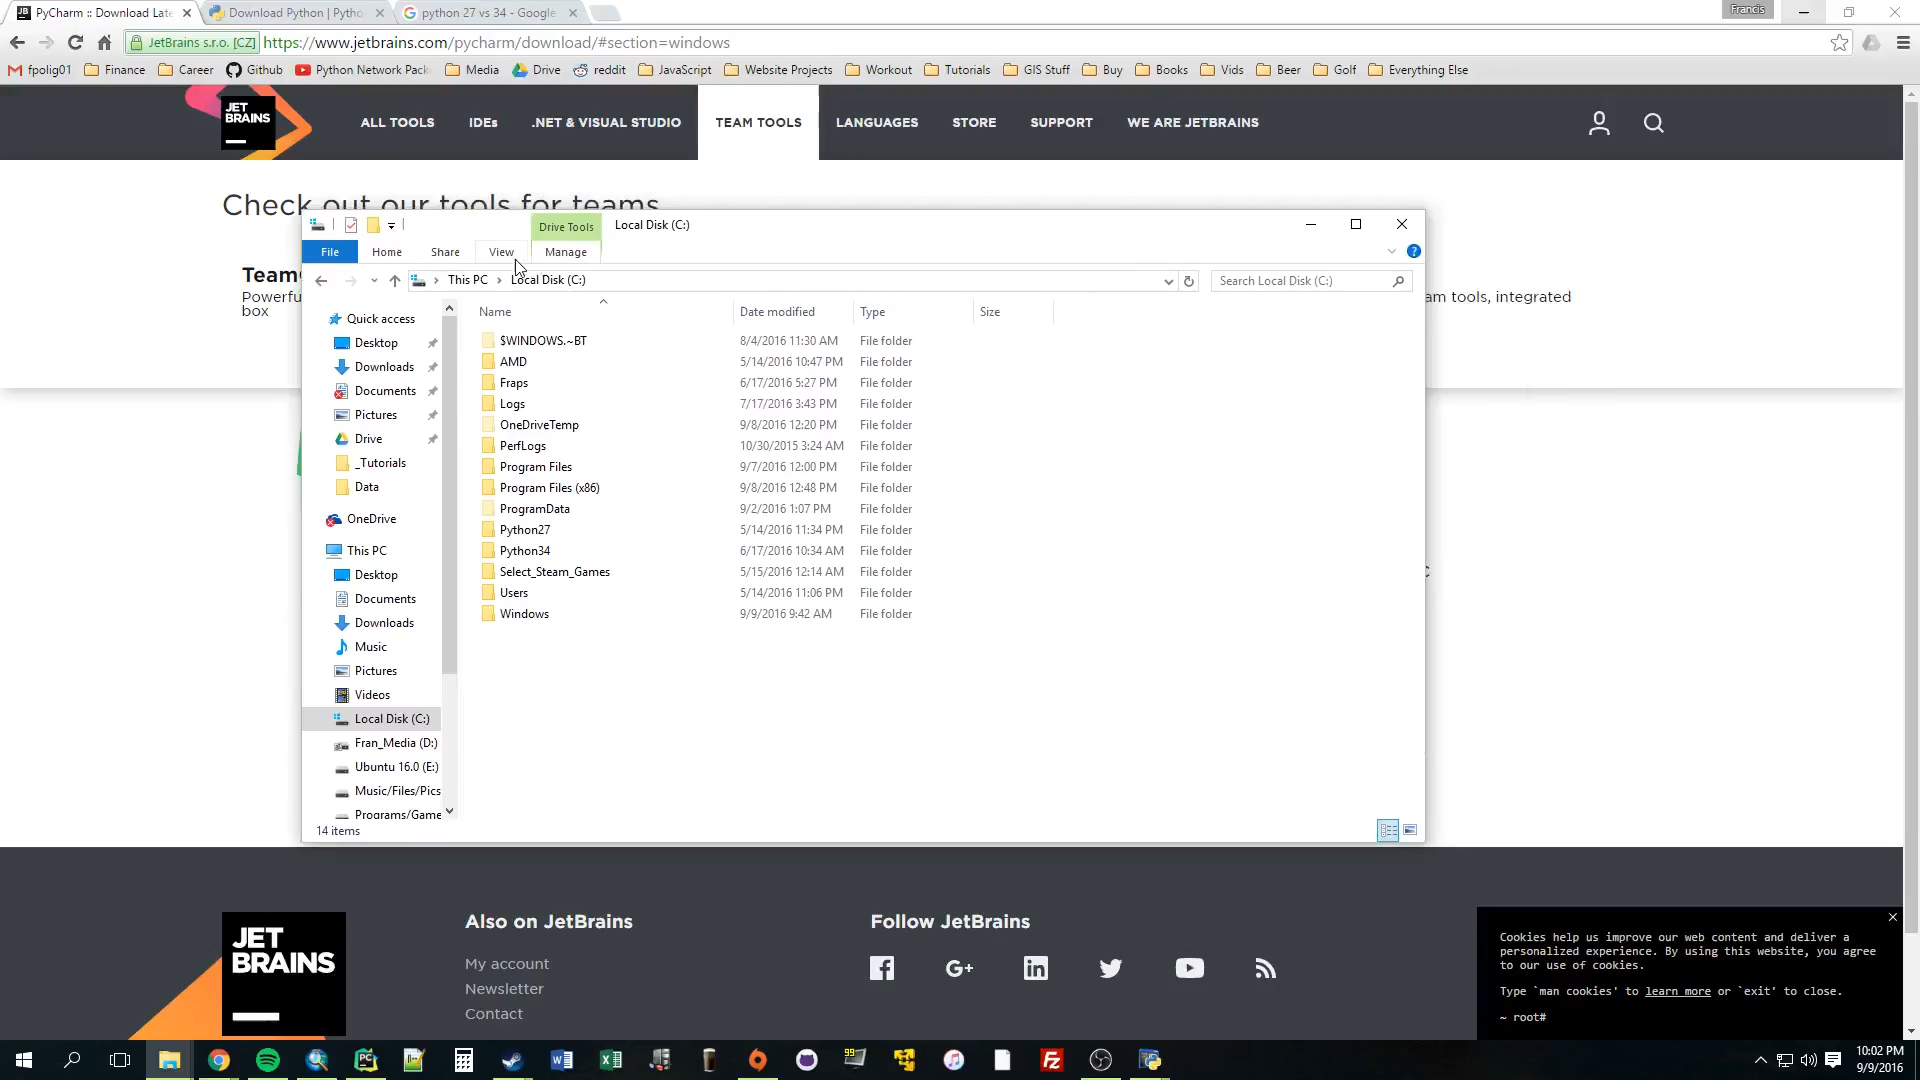 PyCharm :: Download Late
Download Python | Pytho
python 27 vs 34 - Google
Francis
JetBrains s.r.o. [CZ]
https://www.jetbrains.com/pycharm/download/#section=windows
fpolig01
Finance
Career
Github
Python Network Pack
Media
Drive
reddit
JavaScript
Website Projects
Workout
Tutorials
GIS Stuff
Buy
Books
Vids
Beer
Golf
Everything Else
JET BRAINS
ALL TOOLS
IDEs
.NET & VISUAL STUDIO
TEAM TOOLS
LANGUAGES
STORE
SUPPORT
WE ARE JETBRAINS
Check out our tools for teams
Team
Powerfu
box
am tools, integrated
Drive Tools
Local Disk (C:)
File
Home
Share
View
Manage
This PC
Local Disk (C:)
Search Local Disk (C:)
Name
Date modified
Type
Size
$WINDOWS.~BT 8/4/2016 11:30 AM File folder
AMD 5/14/2016 10:47 PM File folder
Fraps 6/17/2016 5:27 PM File folder
Logs 7/17/2016 3:43 PM File folder
OneDriveTemp 9/8/2016 12:20 PM File folder
PerfLogs 10/30/2015 3:24 AM File folder
Program Files 9/7/2016 12:00 PM File folder
Program Files (x86) 9/8/2016 12:48 PM File folder
ProgramData 9/2/2016 1:07 PM File folder
Python27 5/14/2016 11:34 PM File folder
Python34 6/17/2016 10:34 AM File folder
Select_Steam_Games 5/15/2016 12:14 AM File folder
Users 5/14/2016 11:06 PM File folder
Windows 9/9/2016 9:42 AM File folder
Quick access
Desktop
Downloads
Documents
Pictures
Drive
_Tutorials
Data
OneDrive
This PC
Desktop
Documents
Downloads
Music
Pictures
Videos
Local Disk (C:)
Fran_Media (D:)
Ubuntu 16.0 (E:)
Music/Files/Pics
Programs/Game
14 items
JET
BRAINS
Also on JetBrains
My account
Newsletter
Contact
Follow JetBrains
Cookies help us improve our web content and deliver a
personalized experience. By using this website, you agree
to our use of cookies.
Type `man cookies' to learn more or `exit' to close.
~ root#
10:02 PM
9/9/2016